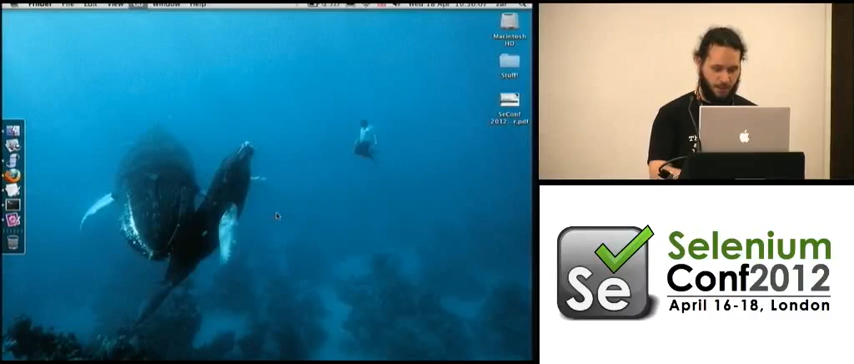 Finder File Edit View Go Window Help
Wed 18 Apr
Macintosh
HD
Stuff!
SeConf
2012...r.pdf
Se
Selenium
Conf2012
April 16-18, London